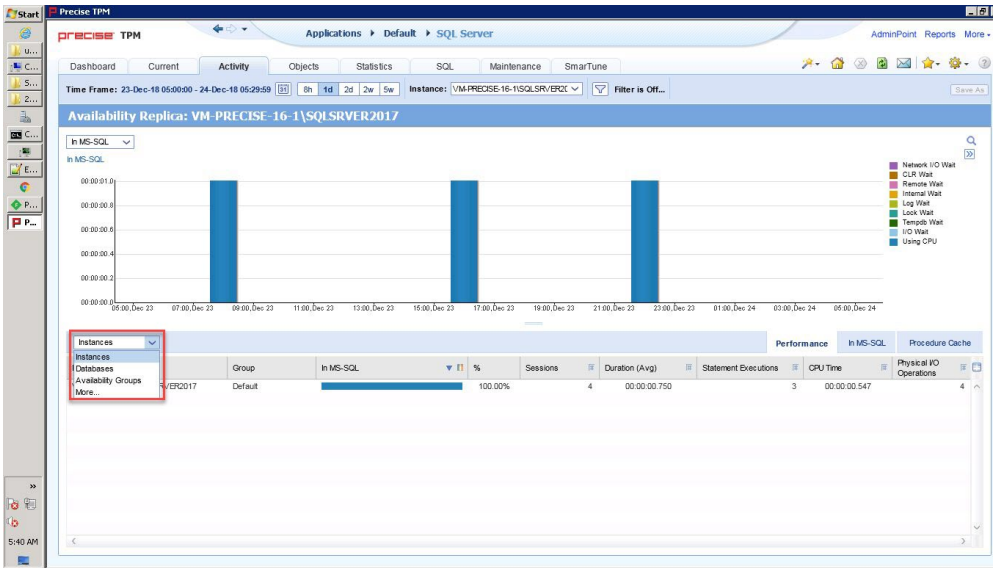 Start
Precise TPM
precise TPM
Applications Default SQL Server
AdminPoint Reports More
u...
C...
S...
2...
C...
E...
P...
P...
Dashboard Current Activity Objects Statistics SQL Maintenance SmarTune
Time Frame: 23-Dec-18 05:00:00 - 24-Dec-18 05:29:59 31 8h 1d 2d 2w 5w Instance: VM-PRECISE-16-1\SQLSRVER2 Filter is Off... Save As
Availability Replica: VM-PRECISE-16-1\SQLSRVER2017
In MS-SQL
In MS-SQL
00:00:01.0
00:00:00.8
00:00:00.6
00:00:00.4
00:00:00.2
00:00:00.0
05:00, Dec 23 07:00, Dec 23 09:00, Dec 23 11:00, Dec 23 13:00, Dec 23 15:00, Dec 23 17:00, Dec 23 19:00, Dec 23 21:00, Dec 23 23:00, Dec 23 01:00, Dec 24 03:00, Dec 24 05:00, Dec 24
Network I/O Wait
CLR Wait
Remote Wait
Internal Wait
Log Wait
Lock Wait
Tempdb Wait
I/O Wait
Using CPU
Instances
Performance In MS-SQL Procedure Cache
Instances
Databases
Availability Groups
More...
Group In MS-SQL % Sessions Duration (Avg) Statement Executions CPU Time Physical I/O Operations
RVER2017 Default 100.00% 4 00:00:00.750 3 00:00:00.547 4
5:40 AM